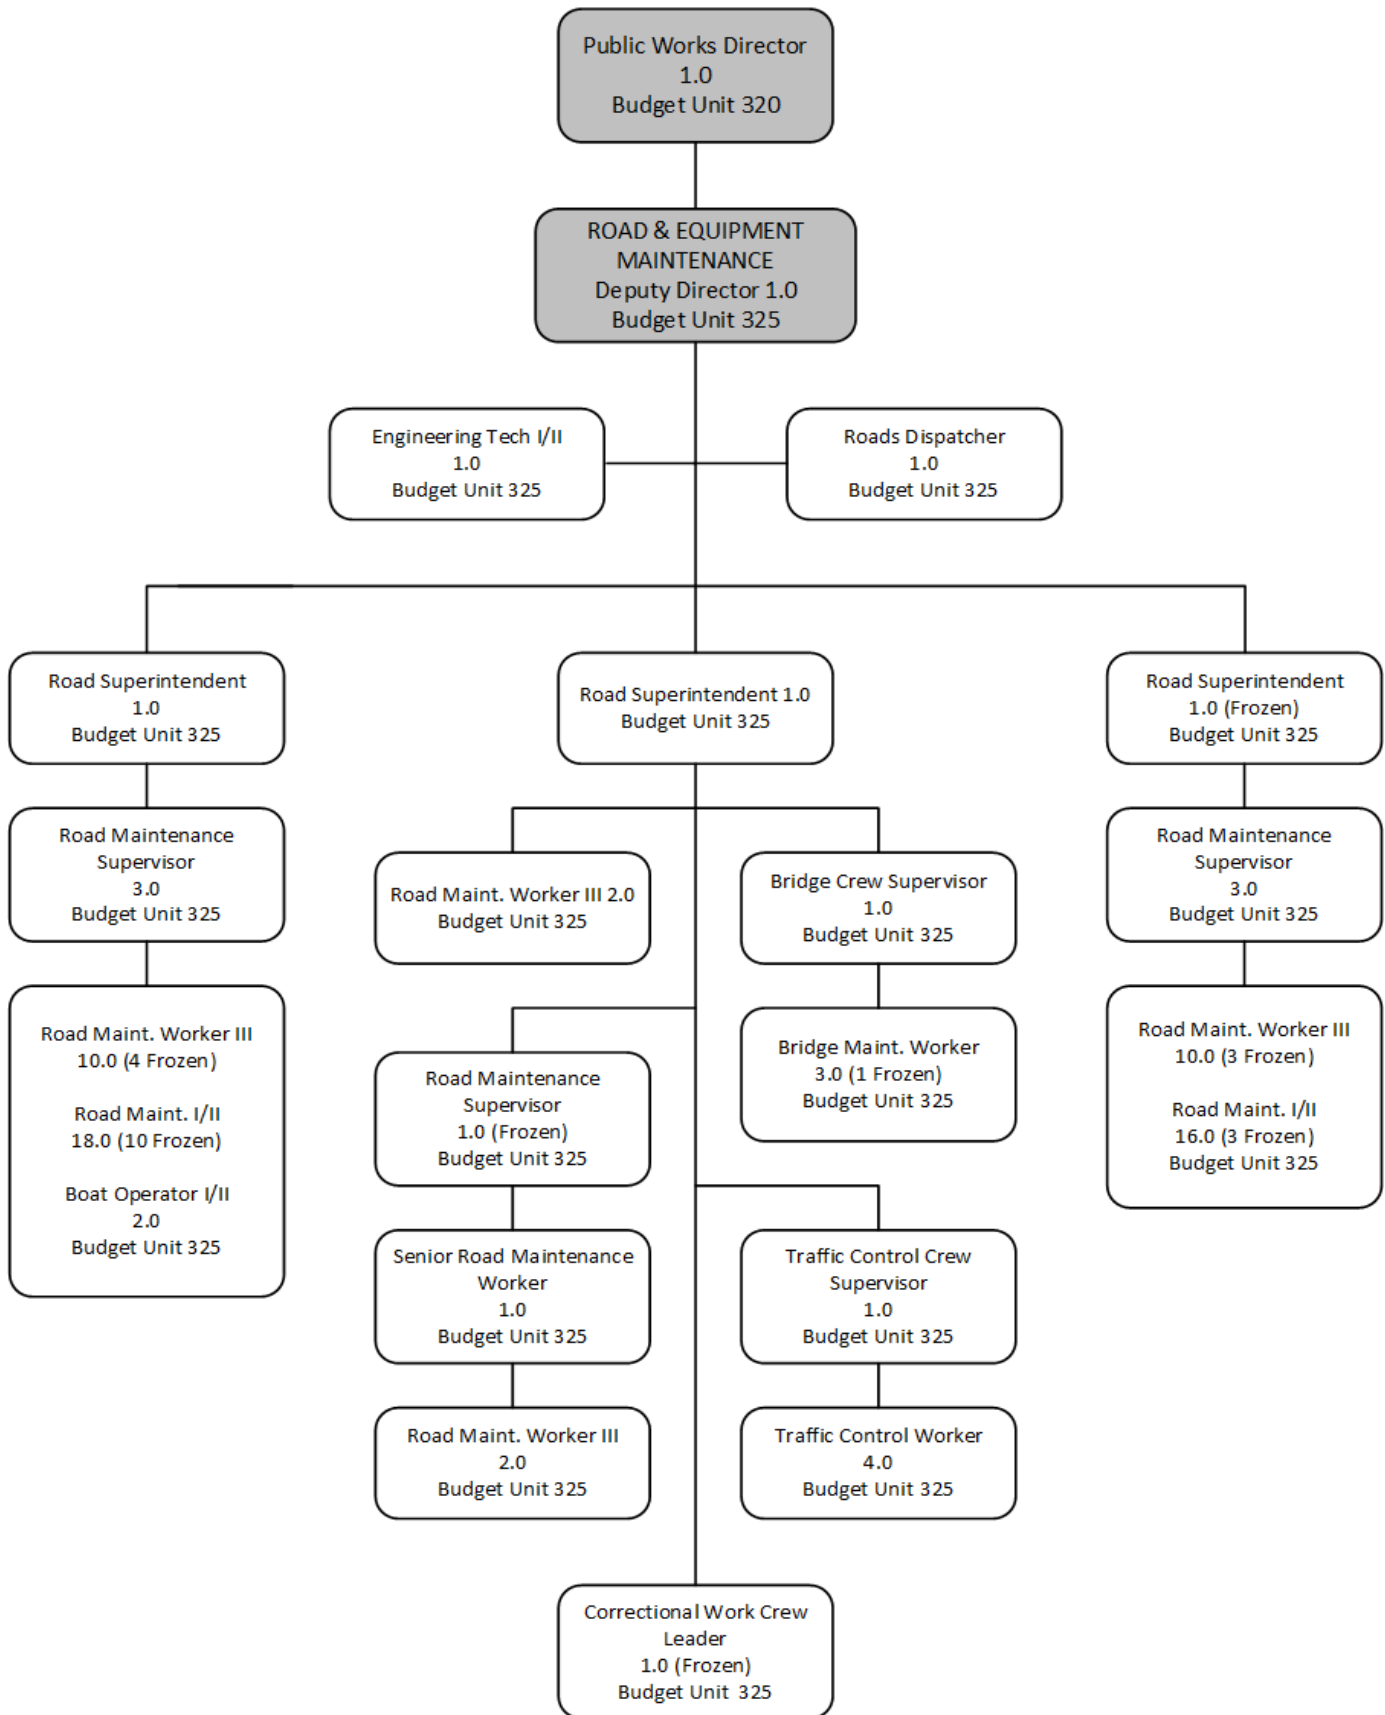 Public Works Director
1.0
Budget Unit 320
ROAD & EQUIPMENT
MAINTENANCE
Deputy Director 1.0
Budget Unit 325
Engineering Tech I/II
1.0
Budget Unit 325
Roads Dispatcher
1.0
Budget Unit 325
Road Superintendent
1.0
Budget Unit 325
Road Superintendent 1.0
Budget Unit 325
Road Superintendent
1.0 (Frozen)
Budget Unit 325
Road Maintenance
Supervisor
3.0
Budget Unit 325
Road Maint. Worker III 2.0
Budget Unit 325
Bridge Crew Supervisor
1.0
Budget Unit 325
Road Maintenance
Supervisor
3.0
Budget Unit 325
Road Maint. Worker III
10.0 (4 Frozen)
Road Maint. I/II
18.0 (10 Frozen)
Boat Operator I/II
2.0
Budget Unit 325
Road Maintenance
Supervisor
1.0 (Frozen)
Budget Unit 325
Bridge Maint. Worker
3.0 (1 Frozen)
Budget Unit 325
Road Maint. Worker III
10.0 (3 Frozen)
Road Maint. I/II
16.0 (3 Frozen)
Budget Unit 325
Senior Road Maintenance
Worker
1.0
Budget Unit 325
Traffic Control Crew
Supervisor
1.0
Budget Unit 325
Road Maint. Worker III
2.0
Budget Unit 325
Traffic Control Worker
4.0
Budget Unit 325
Correctional Work Crew
Leader
1.0 (Frozen)
Budget Unit  325